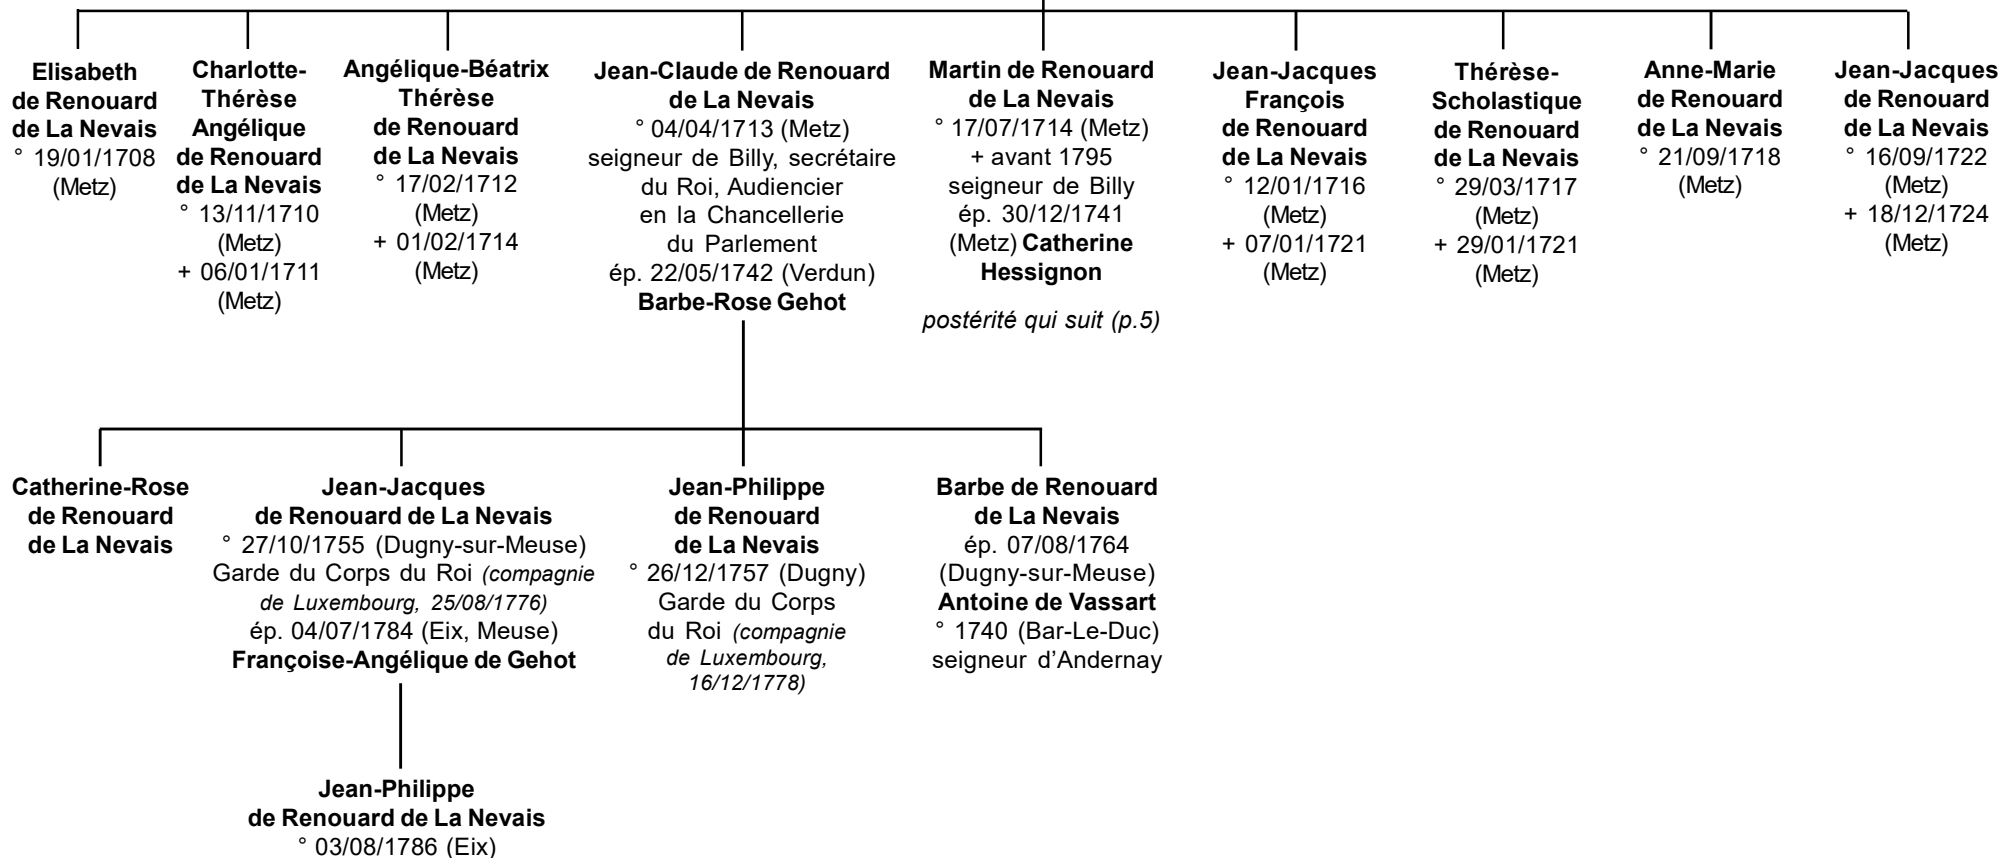 Elisabeth
de Renouard
de La Nevais
° 19/01/1708
(Metz)
Charlotte-
Thérèse
Angélique
de Renouard
de La Nevais
° 13/11/1710
(Metz)
+ 06/01/1711
(Metz)
Angélique-Béatrix
Thérèse
de Renouard
de La Nevais
° 17/02/1712
(Metz)
+ 01/02/1714
(Metz)
Jean-Claude de Renouard
de La Nevais
° 04/04/1713 (Metz)
seigneur de Billy, secrétaire
du Roi, Audiencier
en la Chancellerie
du Parlement
ép. 22/05/1742 (Verdun)
Barbe-Rose Gehot
Martin de Renouard
de La Nevais
° 17/07/1714 (Metz)
+ avant 1795
seigneur de Billy
ép. 30/12/1741
(Metz) Catherine
Hessignon
postérité qui suit (p.5)
Jean-Jacques
François
de Renouard
de La Nevais
° 12/01/1716
(Metz)
+ 07/01/1721
(Metz)
Thérèse-
Scholastique
de Renouard
de La Nevais
° 29/03/1717
(Metz)
+ 29/01/1721
(Metz)
Anne-Marie
de Renouard
de La Nevais
° 21/09/1718
(Metz)
Jean-Jacques
de Renouard
de La Nevais
° 16/09/1722
(Metz)
+ 18/12/1724
(Metz)
Catherine-Rose
de Renouard
de La Nevais
Jean-Jacques
de Renouard de La Nevais
° 27/10/1755 (Dugny-sur-Meuse)
Garde du Corps du Roi (compagnie
de Luxembourg, 25/08/1776)
ép. 04/07/1784 (Eix, Meuse)
Françoise-Angélique de Gehot
Jean-Philippe
de Renouard
de La Nevais
° 26/12/1757 (Dugny)
Garde du Corps
du Roi (compagnie
de Luxembourg,
16/12/1778)
Barbe de Renouard
de La Nevais
ép. 07/08/1764
(Dugny-sur-Meuse)
Antoine de Vassart
° 1740 (Bar-Le-Duc)
seigneur d'Andernay
Jean-Philippe
de Renouard de La Nevais
° 03/08/1786 (Eix)